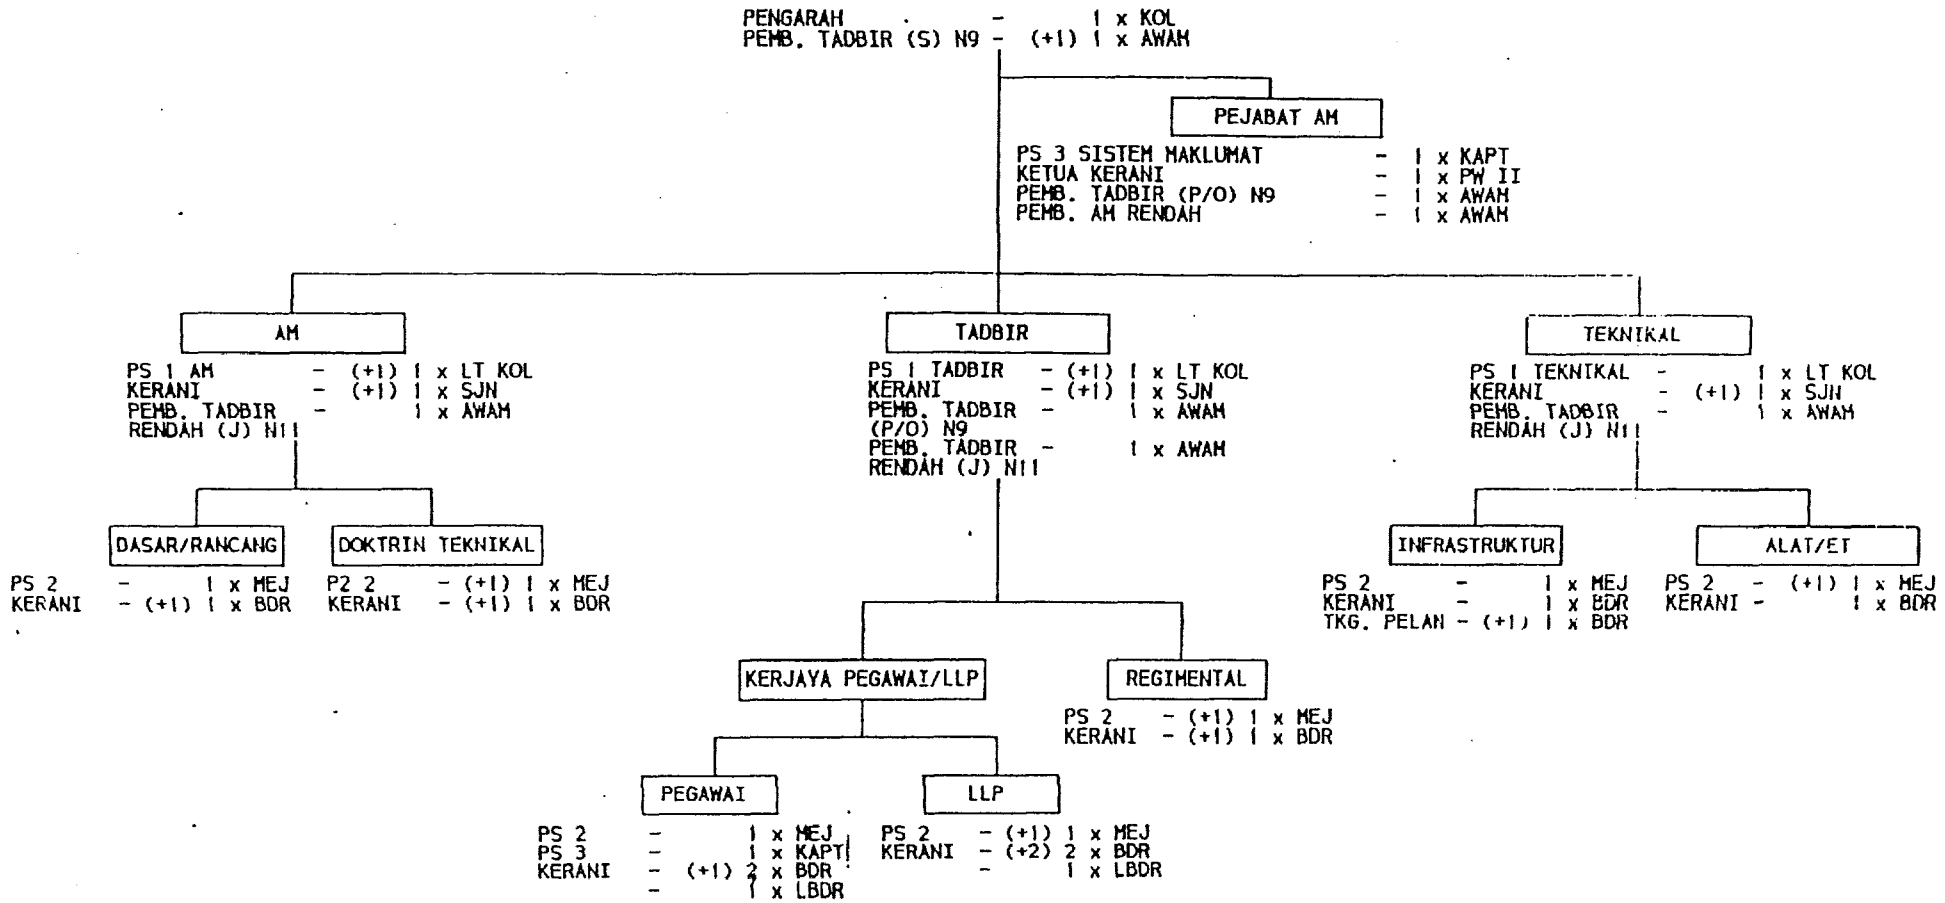 PENGARAH - 1 x KOL
PEMB. TADBIR (S) N9 - (+1) 1 x AWAM
PEJABAT AM
PS 3 SISTEM MAKLUMAT - 1 x KAPT
KETUA KERANI - 1 x PW II
PEMB. TADBIR (P/O) N9 - 1 x AWAM
PEMB. AM RENDAH - 1 x AWAM
AM
PS 1 AM - (+1) 1 x LT KOL
KERANI - (+1) 1 x SJN
PEMB. TADBIR - 1 x AWAM
RENDAH (J) N11
TADBIR
PS 1 TADBIR - (+1) 1 x LT KOL
KERANI - (+1) 1 x SJN
PEMB. TADBIR - 1 x AWAM
(P/O) N9
PEMB. TADBIR - 1 x AWAM
RENDAH (J) N11
TEKNIKAL
PS 1 TEKNIKAL - 1 x LT KOL
KERANI - (+1) 1 x SJN
PEMB. TADBIR - 1 x AWAM
RENDAH (J) N11
DASAR/RANCANG
PS 2 - 1 x MEJ
KERANI - (+1) 1 x BDR
DOKTRIN TEKNIKAL
P2 2 - (+1) 1 x MEJ
KERANI - (+1) 1 x BDR
INFRASTRUKTUR
PS 2 - 1 x MEJ
KERANI - 1 x BDR
TKG. PELAN - (+1) 1 x BDR
ALAT/ET
PS 2 - (+1) 1 x MEJ
KERANI - 1 x BDR
KERJAYA PEGAWAI/LLP
REGIMENTAL
PS 2 - (+1) 1 x MEJ
KERANI - (+1) 1 x BDR
PEGAWAI
PS 2 - 1 x MEJ
PS 3 - 1 x KAPT
KERANI - (+1) 2 x BDR
- 1 x LBDR
LLP
PS 2 - (+1) 1 x MEJ
KERANI - (+2) 2 x BDR
- 1 x LBDR